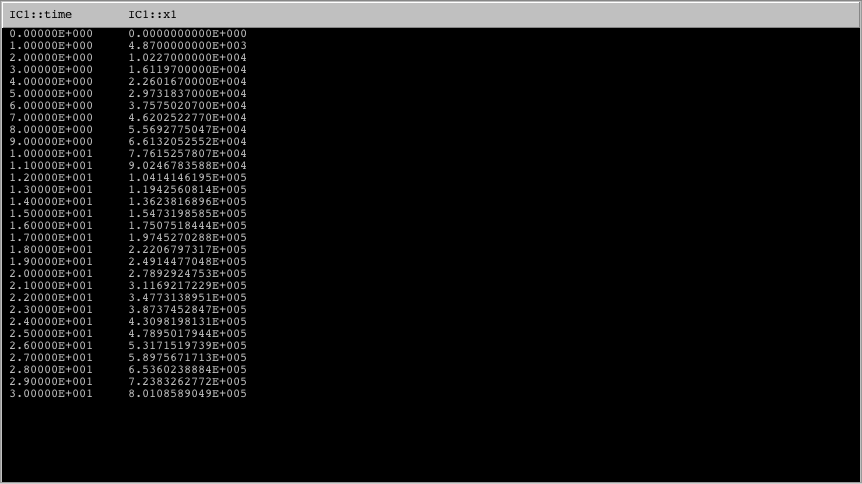 IC1::time IC1::x1
0.00000E+000 0.0000000000E+000
1.00000E+000 4.8700000000E+003
2.00000E+000 1.0227000000E+004
3.00000E+000 1.6119700000E+004
4.00000E+000 2.2601670000E+004
5.00000E+000 2.9731837000E+004
6.00000E+000 3.7575020700E+004
7.00000E+000 4.6202522770E+004
8.00000E+000 5.5692775047E+004
9.00000E+000 6.6132052552E+004
1.00000E+001 7.7615257807E+004
1.10000E+001 9.0246783588E+004
1.20000E+001 1.0414146195E+005
1.30000E+001 1.1942560814E+005
1.40000E+001 1.3623816896E+005
1.50000E+001 1.5473198585E+005
1.60000E+001 1.7507518444E+005
1.70000E+001 1.9745270288E+005
1.80000E+001 2.2206797317E+005
1.90000E+001 2.4914477048E+005
2.00000E+001 2.7892924753E+005
2.10000E+001 3.1169217229E+005
2.20000E+001 3.4773138951E+005
2.30000E+001 3.8737452847E+005
2.40000E+001 4.3098198131E+005
2.50000E+001 4.7895017944E+005
2.60000E+001 5.3171519739E+005
2.70000E+001 5.8975671713E+005
2.80000E+001 6.5360238884E+005
2.90000E+001 7.2383262772E+005
3.00000E+001 8.0108589049E+005